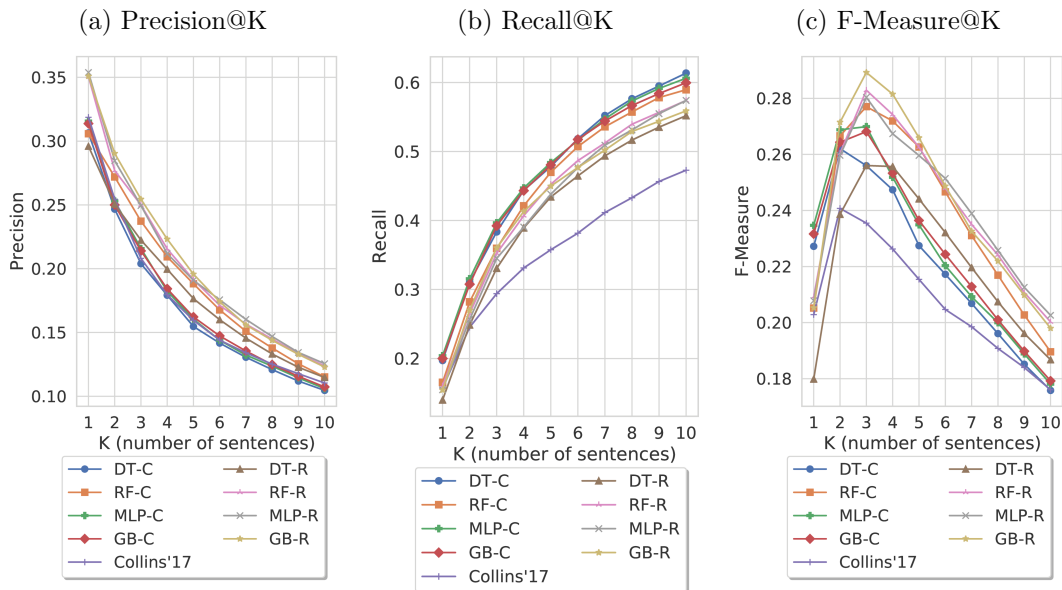 (a) Precision@K
(b) Recall@K
(c) F-Measure@K
Precision
0.35
0.30
0.25
0.20
0.15
0.10
1 2 3 4 5 6 7 8 9 10
K (number of sentences)
DT-C
DT-R
RF-C
RF-R
MLP-C
MLP-R
GB-C
GB-R
Collins'17
Recall
0.6
0.5
0.4
0.3
0.2
1 2 3 4 5 6 7 8 9 10
K (number of sentences)
DT-C
DT-R
RF-C
RF-R
MLP-C
MLP-R
GB-C
GB-R
Collins'17
F-Measure
0.28
0.26
0.24
0.22
0.20
0.18
1 2 3 4 5 6 7 8 9 10
K (number of sentences)
DT-C
DT-R
RF-C
RF-R
MLP-C
MLP-R
GB-C
GB-R
Collins'17